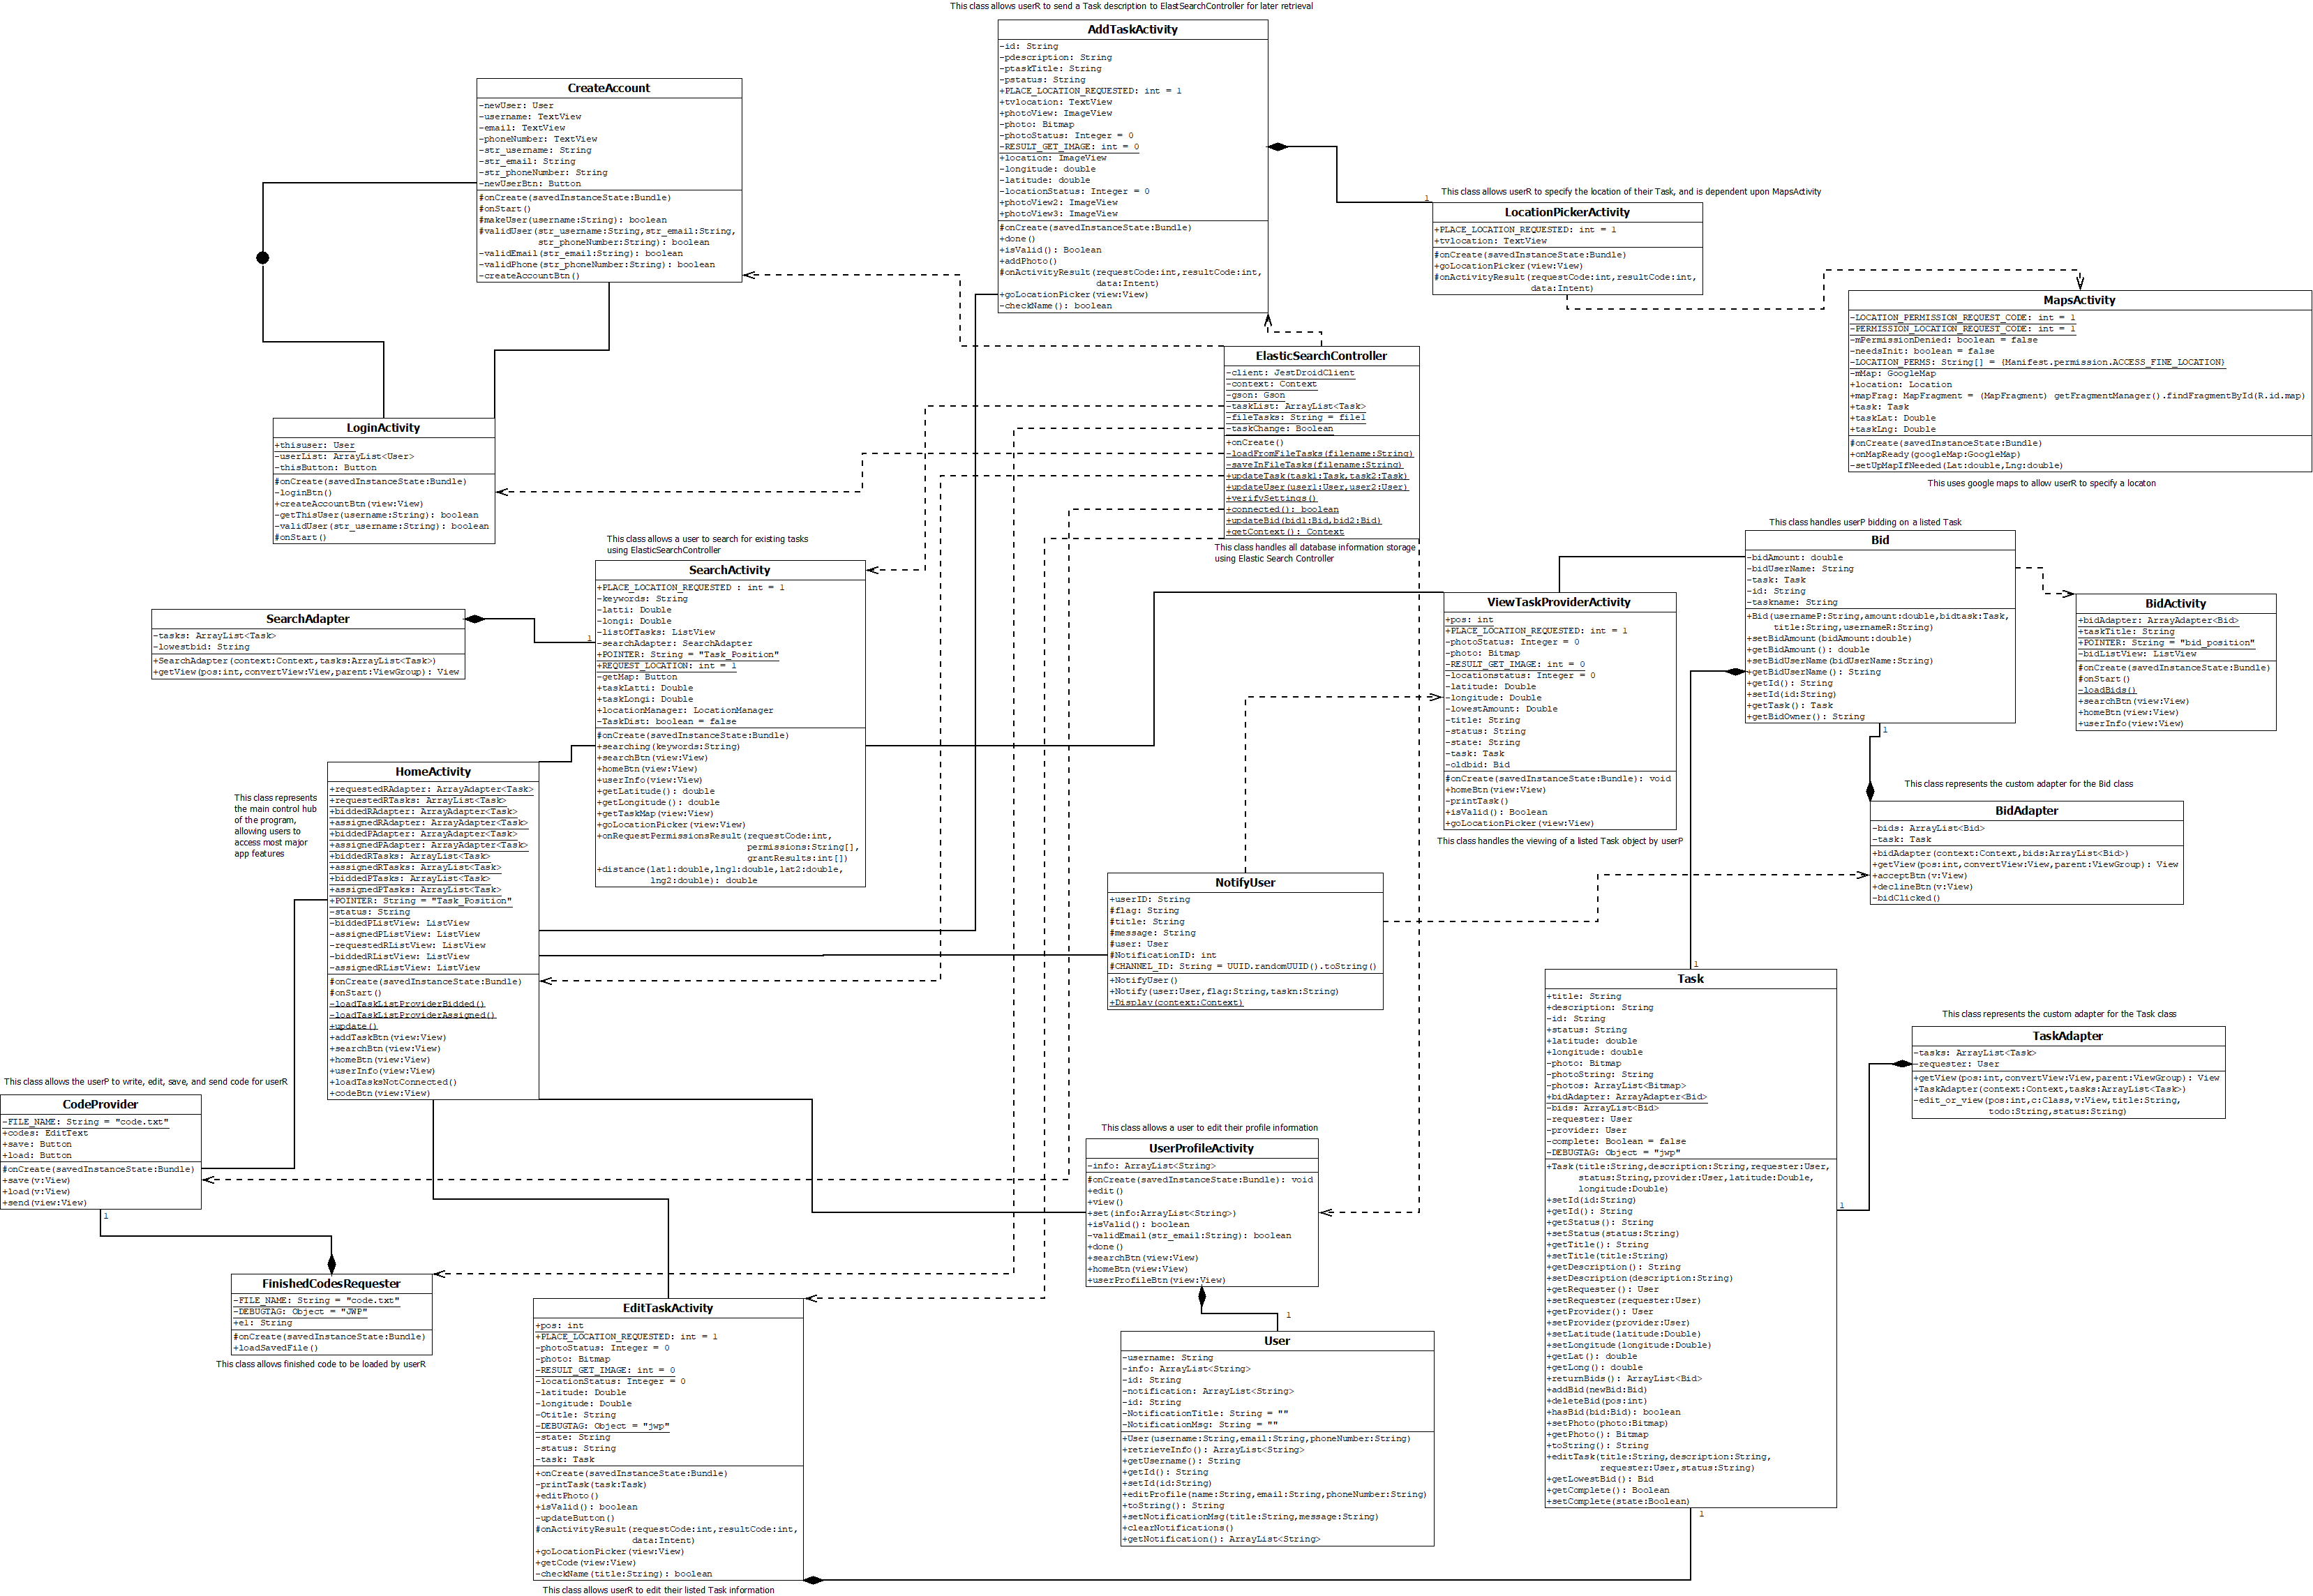 This class allows userR to send a Task description to ElastSearchController for later retrieval
AddTaskActivity
-id: String
-pdescription: String
-ptaskTitle: String
-pstatus: String
+PLACE_LOCATION_REQUESTED: int = 1
+tvlocation: TextView
+photoView: ImageView
-photo: Bitmap
-photoStatus: Integer = 0
-RESULT_GET_IMAGE: int = 0
+location: ImageView
-longitude: double
-latitude: double
-locationStatus: Integer = 0
+photoView2: ImageView
+photoView3: ImageView
#onCreate(savedInstanceState:Bundle)
+done()
+isValid(): Boolean
+addPhoto()
#onActivityResult(requestCode:int,resultCode:int,
data:Intent)
+goLocationPicker(view:View)
-checkName(): boolean
CreateAccount
-newUser: User
-username: TextView
-email: TextView
-phoneNumber: TextView
-str_username: String
-str_email: String
-str_phoneNumber: String
-newUserBtn: Button
#onCreate(savedInstanceState:Bundle)
#onStart()
#makeUser(username:String): boolean
#validUser(str_username:String,str_email:String,
str_phoneNumber:String): boolean
-validEmail(str_email:String): boolean
-validPhone(str_phoneNumber:String): boolean
-createAccountBtn()
This class allows userR to specify the location of their Task, and is dependent upon MapsActivity
1
LocationPickerActivity
+PLACE_LOCATION_REQUESTED: int = 1
+tvlocation: TextView
#onCreate(savedInstanceState:Bundle)
+goLocationPicker(view:View)
#onActivityResult(requestCode:int,resultCode:int,
data:Intent)
MapsActivity
-LOCATION_PERMISSION_REQUEST_CODE: int = 1
-PERMISSION_LOCATION_REQUEST_CODE: int = 1
-mPermissionDenied: boolean = false
-needsInit: boolean = false
-LOCATION_PERMS: String[] = {Manifest.permission.ACCESS_FINE_LOCATION}
-mMap: GoogleMap
+location: Location
+mapFrag: MapFragment = (MapFragment) getFragmentManager().findFragmentById(R.id.map)
+task: Task
+taskLat: Double
+taskLng: Double
#onCreate(savedInstanceState:Bundle)
+onMapReady(googleMap:GoogleMap)
-setUpMapIfNeeded(Lat:double,Lng:double)
This uses google maps to allow userR to specify a locaton
ElasticSearchController
-client: JestDroidClient
-context: Context
-gson: Gson
-taskList: ArrayList<Task>
-fileTasks: String = file1
-taskChange: Boolean
+onCreate()
-loadFromFileTasks(filename:String)
-saveInFileTasks(filename:String)
+updateTask(task1:Task,task2:Task)
+updateUser(user1:User,user2:User)
+verifySettings()
+connected(): boolean
+updateBid(bid1:Bid,bid2:Bid)
+getContext(): Context
This class handles all database information storage
using Elastic Search Controller
LoginActivity
+thisuser: User
-userList: ArrayList<User>
-thisButton: Button
#onCreate(savedInstanceState:Bundle)
-loginBtn()
+createAccountBtn(view:View)
-getThisUser(username:String): boolean
-validUser(str_username:String): boolean
#onStart()
This class allows a user to search for existing tasks
using ElasticSearchController
SearchActivity
+PLACE_LOCATION_REQUESTED : int = 1
-keywords: String
-latti: Double
-longi: Double
-listOfTasks: ListView
-searchAdapter: SearchAdapter
+POINTER: String = "Task_Position"
+REQUEST_LOCATION: int = 1
-getMap: Button
+taskLatti: Double
+taskLongi: Double
+locationManager: LocationManager
-TaskDist: boolean = false
#onCreate(savedInstanceState:Bundle)
+searching(keywords:String)
+searchBtn(view:View)
+homeBtn(view:View)
+userInfo(view:View)
+getLatitude(): double
+getLongitude(): double
+getTaskMap(view:View)
+goLocationPicker(view:View)
+onRequestPermissionsResult(requestCode:int,
permissions:String[],
grantResults:int[])
+distance(lat1:double,lng1:double,lat2:double,
lng2:double): double
SearchAdapter
-tasks: ArrayList<Task>
-lowestbid: String
+SearchAdapter(context:Context,tasks:ArrayList<Task>)
+getView(pos:int,convertView:View,parent:ViewGroup): View
1
This class handles userP bidding on a listed Task
Bid
-bidAmount: double
-bidUserName: String
-task: Task
-id: String
-taskname: String
+Bid(usernameP:String,amount:double,bidtask:Task,
title:String,usernameR:String)
+setBidAmount(bidAmount:double)
+getBidAmount(): double
+setBidUserName(bidUserName:String)
+getBidUserName(): String
+getId(): String
+setId(id:String)
+getTask(): Task
+getBidOwner(): String
1
BidActivity
+bidAdapter: ArrayAdapter<Bid>
+taskTitle: String
+POINTER: String = "bid_position"
-bidListView: ListView
#onCreate(savedInstanceState:Bundle)
#onStart()
-loadBids()
+searchBtn(view:View)
+homeBtn(view:View)
+userInfo(view:View)
ViewTaskProviderActivity
+pos: int
+PLACE_LOCATION_REQUESTED: int = 1
-photoStatus: Integer = 0
-photo: Bitmap
-RESULT_GET_IMAGE: int = 0
-locationstatus: Integer = 0
-latitude: Double
-longitude: Double
-lowestAmount: Double
-title: String
-status: String
-state: String
-task: Task
-oldbid: Bid
#onCreate(savedInstanceState:Bundle): void
+homeBtn(view:View)
-printTask()
+isValid(): Boolean
+goLocationPicker(view:View)
This class handles the viewing of a listed Task object by userP
This class represents the custom adapter for the Bid class
BidAdapter
-bids: ArrayList<Bid>
-task: Task
+bidAdapter(context:Context,bids:ArrayList<Bid>)
+getView(pos:int,convertView:View,parent:ViewGroup): View
+acceptBtn(v:View)
+declineBtn(v:View)
-bidClicked()
This class represents
the main control hub
of the program,
allowing users to
access most major
app features
HomeActivity
+requestedRAdapter: ArrayAdapter<Task>
+requestedRTasks: ArrayList<Task>
+biddedRAdapter: ArrayAdapter<Task>
+assignedRAdapter: ArrayAdapter<Task>
+biddedPAdapter: ArrayAdapter<Task>
+assignedPAdapter: ArrayAdapter<Task>
+biddedRTasks: ArrayList<Task>
+assignedRTasks: ArrayList<Task>
+biddedPTasks: ArrayList<Task>
+assignedPTasks: ArrayList<Task>
+POINTER: String = "Task_Position"
-status: String
-biddedPListView: ListView
-assignedPListView: ListView
-requestedRListView: ListView
-biddedRListView: ListView
-assignedRListView: ListView
#onCreate(savedInstanceState:Bundle)
#onStart()
-loadTaskListProviderBidded()
-loadTaskListProviderAssigned()
+update()
+addTaskBtn(view:View)
+searchBtn(view:View)
+homeBtn(view:View)
+userInfo(view:View)
+loadTasksNotConnected()
+codeBtn(view:View)
NotifyUser
+userID: String
#flag: String
#title: String
#message: String
#user: User
#NotificationID: int
#CHANNEL_ID: String = UUID.randomUUID().toString()
+NotifyUser()
+Notify(user:User,flag:String,taskn:String)
+Display(context:Context)
1
Task
+title: String
+description: String
-id: String
+status: String
+latitude: double
+longitude: double
-photo: Bitmap
-photoString: String
-photos: ArrayList<Bitmap>
+bidAdapter: ArrayAdapter<Bid>
-bids: ArrayList<Bid>
-requester: User
-provider: User
-complete: Boolean = false
-DEBUGTAG: Object = "jwp"
+Task(title:String,description:String,requester:User,
status:String,provider:User,latitude:Double,
longitude:Double)
+setId(id:String)
+getId(): String
+getStatus(): String
+setStatus(status:String)
+getTitle(): String
+setTitle(title:String)
+getDescription(): String
+setDescription(description:String)
+getRequester(): User
+setRequester(requester:User)
+getProvider(): User
+setProvider(provider:User)
+setLatitude(latitude:Double)
+setLongitude(longitude:Double)
+getLat(): double
+getLong(): double
+returnBids(): ArrayList<Bid>
+addBid(newBid:Bid)
+deleteBid(pos:int)
+hasBid(bid:Bid): boolean
+setPhoto(photo:Bitmap)
+getPhoto(): Bitmap
+toString(): String
+editTask(title:String,description:String,
requester:User,status:String)
+getLowestBid(): Bid
+getComplete(): Boolean
+setComplete(state:Boolean)
1
1
This class represents the custom adapter for the Task class
TaskAdapter
-tasks: ArrayList<Task>
-requester: User
+getView(pos:int,convertView:View,parent:ViewGroup): View
+TaskAdapter(context:Context,tasks:ArrayList<Task>)
-edit_or_view(pos:int,c:Class,v:View,title:String,
todo:String,status:String)
This class allows the userP to write, edit, save, and send code for userR
CodeProvider
-FILE_NAME: String = "code.txt"
+codes: EditText
+save: Button
+load: Button
#onCreate(savedInstanceState:Bundle)
+save(v:View)
+load(v:View)
+send(view:View)
1
FinishedCodesRequester
-FILE_NAME: String = "code.txt"
-DEBUGTAG: Object = "JWP"
+el: String
#onCreate(savedInstanceState:Bundle)
+loadSavedFile()
This class allows finished code to be loaded by userR
This class allows a user to edit their profile information
UserProfileActivity
-info: ArrayList<String>
#onCreate(savedInstanceState:Bundle): void
+edit()
+view()
+set(info:ArrayList<String>)
+isValid(): boolean
-validEmail(str_email:String): boolean
+done()
+searchBtn(view:View)
+homeBtn(view:View)
+userProfileBtn(view:View)
1
User
-username: String
-info: ArrayList<String>
-id: String
-notification: ArrayList<String>
-id: String
-NotificationTitle: String = ""
-NotificationMsg: String = ""
+User(username:String,email:String,phoneNumber:String)
+retrieveInfo(): ArrayList<String>
+getUsername(): String
+getId(): String
+setId(id:String)
+editProfile(name:String,email:String,phoneNumber:String)
+toString(): String
+setNotificationMsg(title:String,message:String)
+clearNotifications()
+getNotification(): ArrayList<String>
EditTaskActivity
+pos: int
+PLACE_LOCATION_REQUESTED: int = 1
-photoStatus: Integer = 0
-photo: Bitmap
-RESULT_GET_IMAGE: int = 0
-locationStatus: Integer = 0
-latitude: Double
-longitude: Double
-Otitle: String
-DEBUGTAG: Object = "jwp"
-state: String
-status: String
-task: Task
+onCreate(savedInstanceState:Bundle)
-printTask(task:Task)
+editPhoto()
+isValid(): boolean
-updateButton()
#onActivityResult(requestCode:int,resultCode:int,
data:Intent)
+goLocationPicker(view:View)
+getCode(view:View)
-checkName(title:String): boolean
This class allows userR to edit their listed Task information